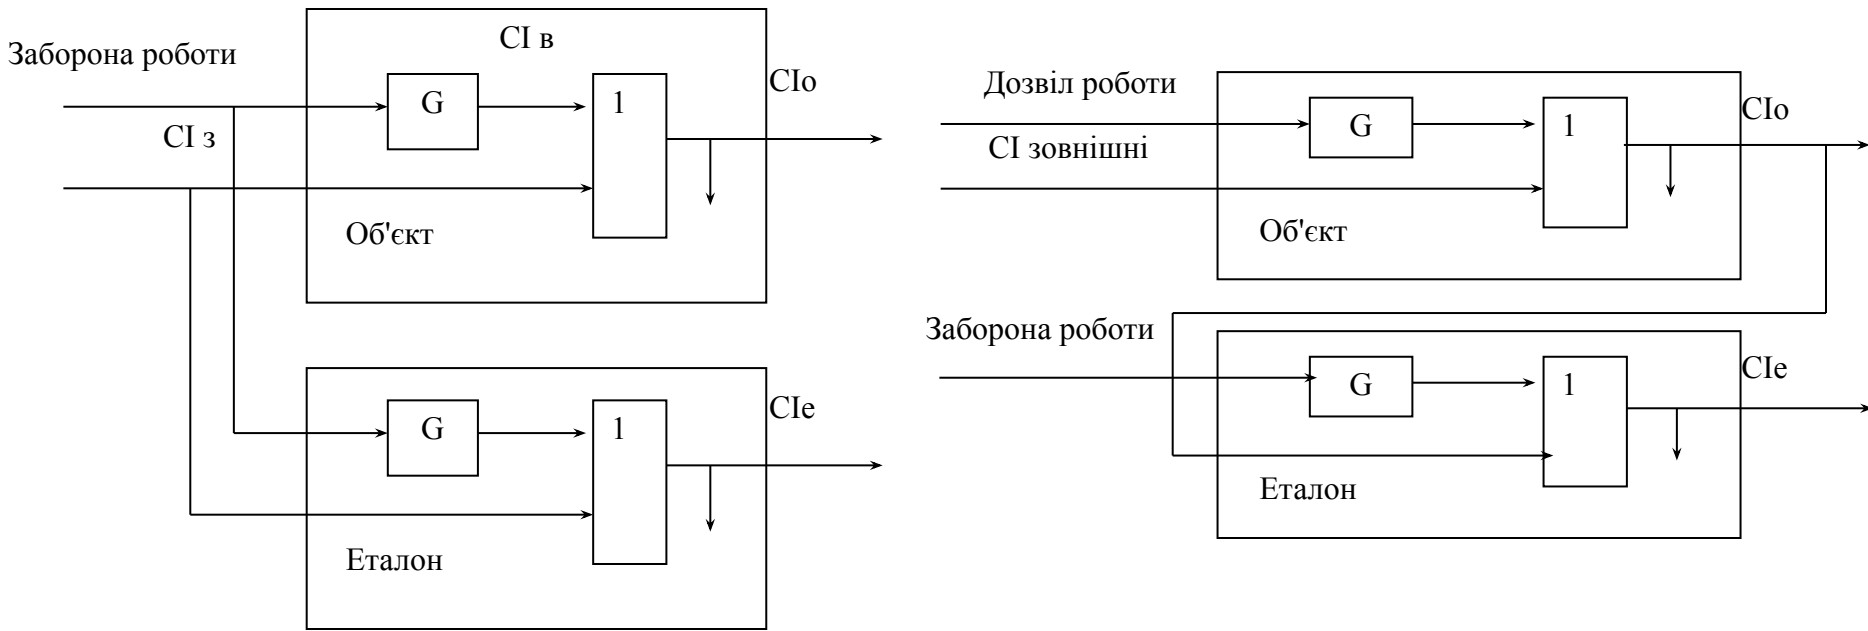 СІ в
Заборона роботи
СІо
G
1
СІ з
Об'єкт
СІе
G
1
Еталон
Дозвіл роботи
СІо
G
1
СІ зовнішні
Об'єкт
Заборона роботи
СІе
G
1
Еталон